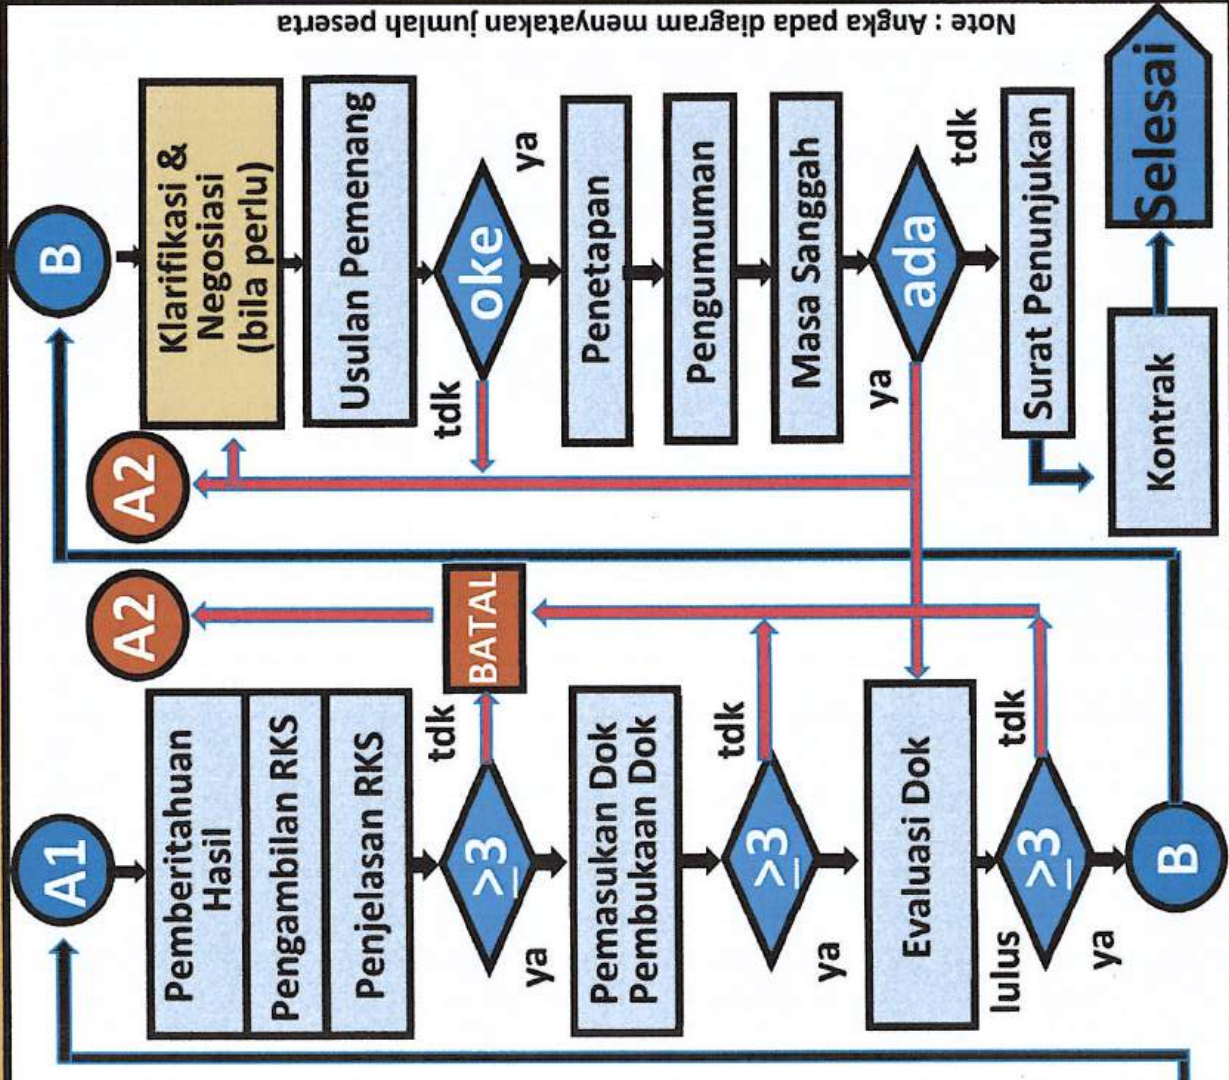 A1
Pemberitahuan
Hasil
Pengambilan RKS
Penjelasan RKS
>3
tdk
ya
BATAL
A2
Pemasukan Dok
Pembukaan Dok
>3
tdk
ya
Evaluasi Dok
lulus
>3
tdk
ya
B
B
Klarifikasi &
Negosiasi
(bila perlu)
A2
Usulan Pemenang
oke
tdk
ya
Penetapan
Pengumuman
Masa Sanggah
ada
ya
tdk
Surat Penunjukan
Kontrak
Selesai
Note : Angka pada diagram menyatakan jumlah peserta